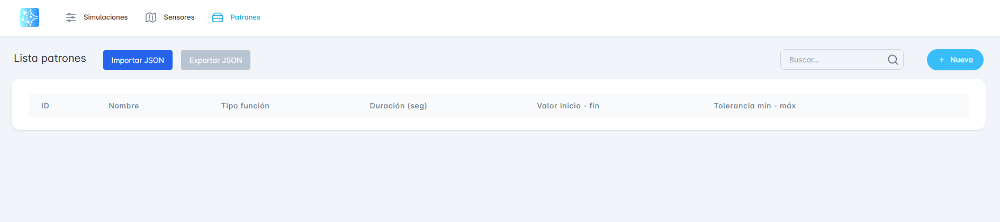 Simulaciones Sensores Patrones
Lista patrones Importar JSON Exportar JSON Buscar... + Nueva
ID Nombre Tipo función Duración (seg) Valor Inicio - fin Tolerancia mín - máx